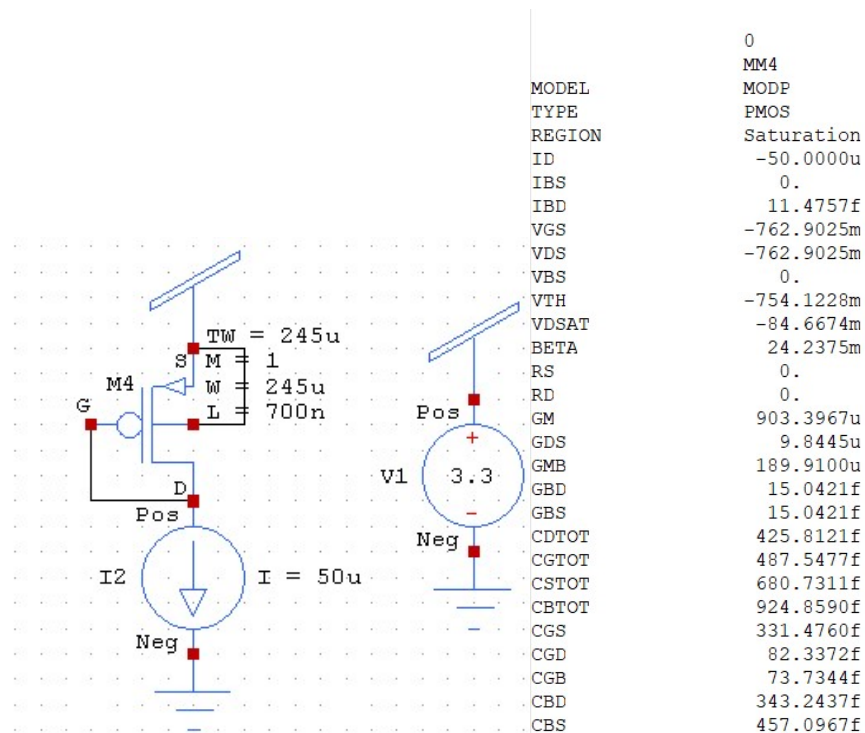 0
MM4
MODEL MODP
TYPE PMOS
REGION Saturation
ID -50.0000u
IBS 0.
IBD 11.4757f
VGS -762.9025m
VDS -762.9025m
VBS 0.
VTH -754.1228m
VDSAT -84.6674m
BETA 24.2375m
RS 0.
RD 0.
GM 903.3967u
GDS 9.8445u
GMB 189.9100u
GBD 15.0421f
GBS 15.0421f
CDTOT 425.8121f
CGTOT 487.5477f
CSTOT 680.7311f
CBTOT 924.8590f
CGS 331.4760f
CGD 82.3372f
CGB 73.7344f
CBD 343.2437f
CBS 457.0967f
TW = 245u
S M = 1
M4 W = 245u
G L = 700n
D
Pos
I2 I = 50u
Neg
Pos
+
V1 3.3
-
Neg